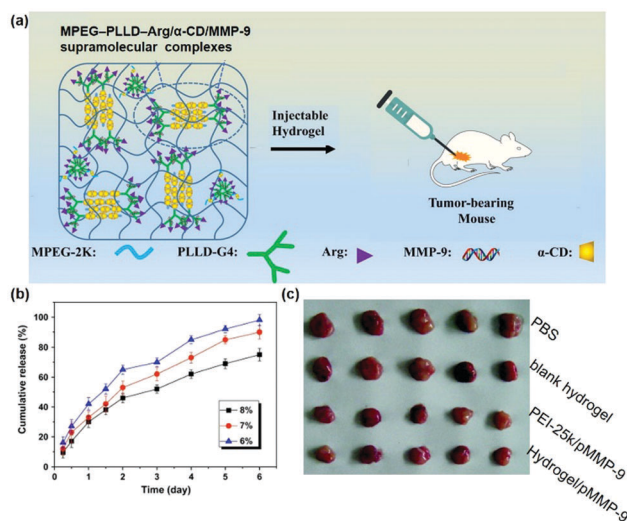 (a)
MPEG–PLLD–Arg/α-CD/MMP-9
supramolecular complexes
Injectable
Hydrogel
Tumor-bearing
Mouse
MPEG-2K:
PLLD-G4:
Arg:
MMP-9:
α-CD:
(b)
Cumulative release (%)
100
80
60
40
20
0
8%
7%
6%
0 1 2 3 4 5 6
Time (day)
(c)
PBS
blank hydrogel
PEI-25k/pMMP-9
Hydrogel/pMMP-9